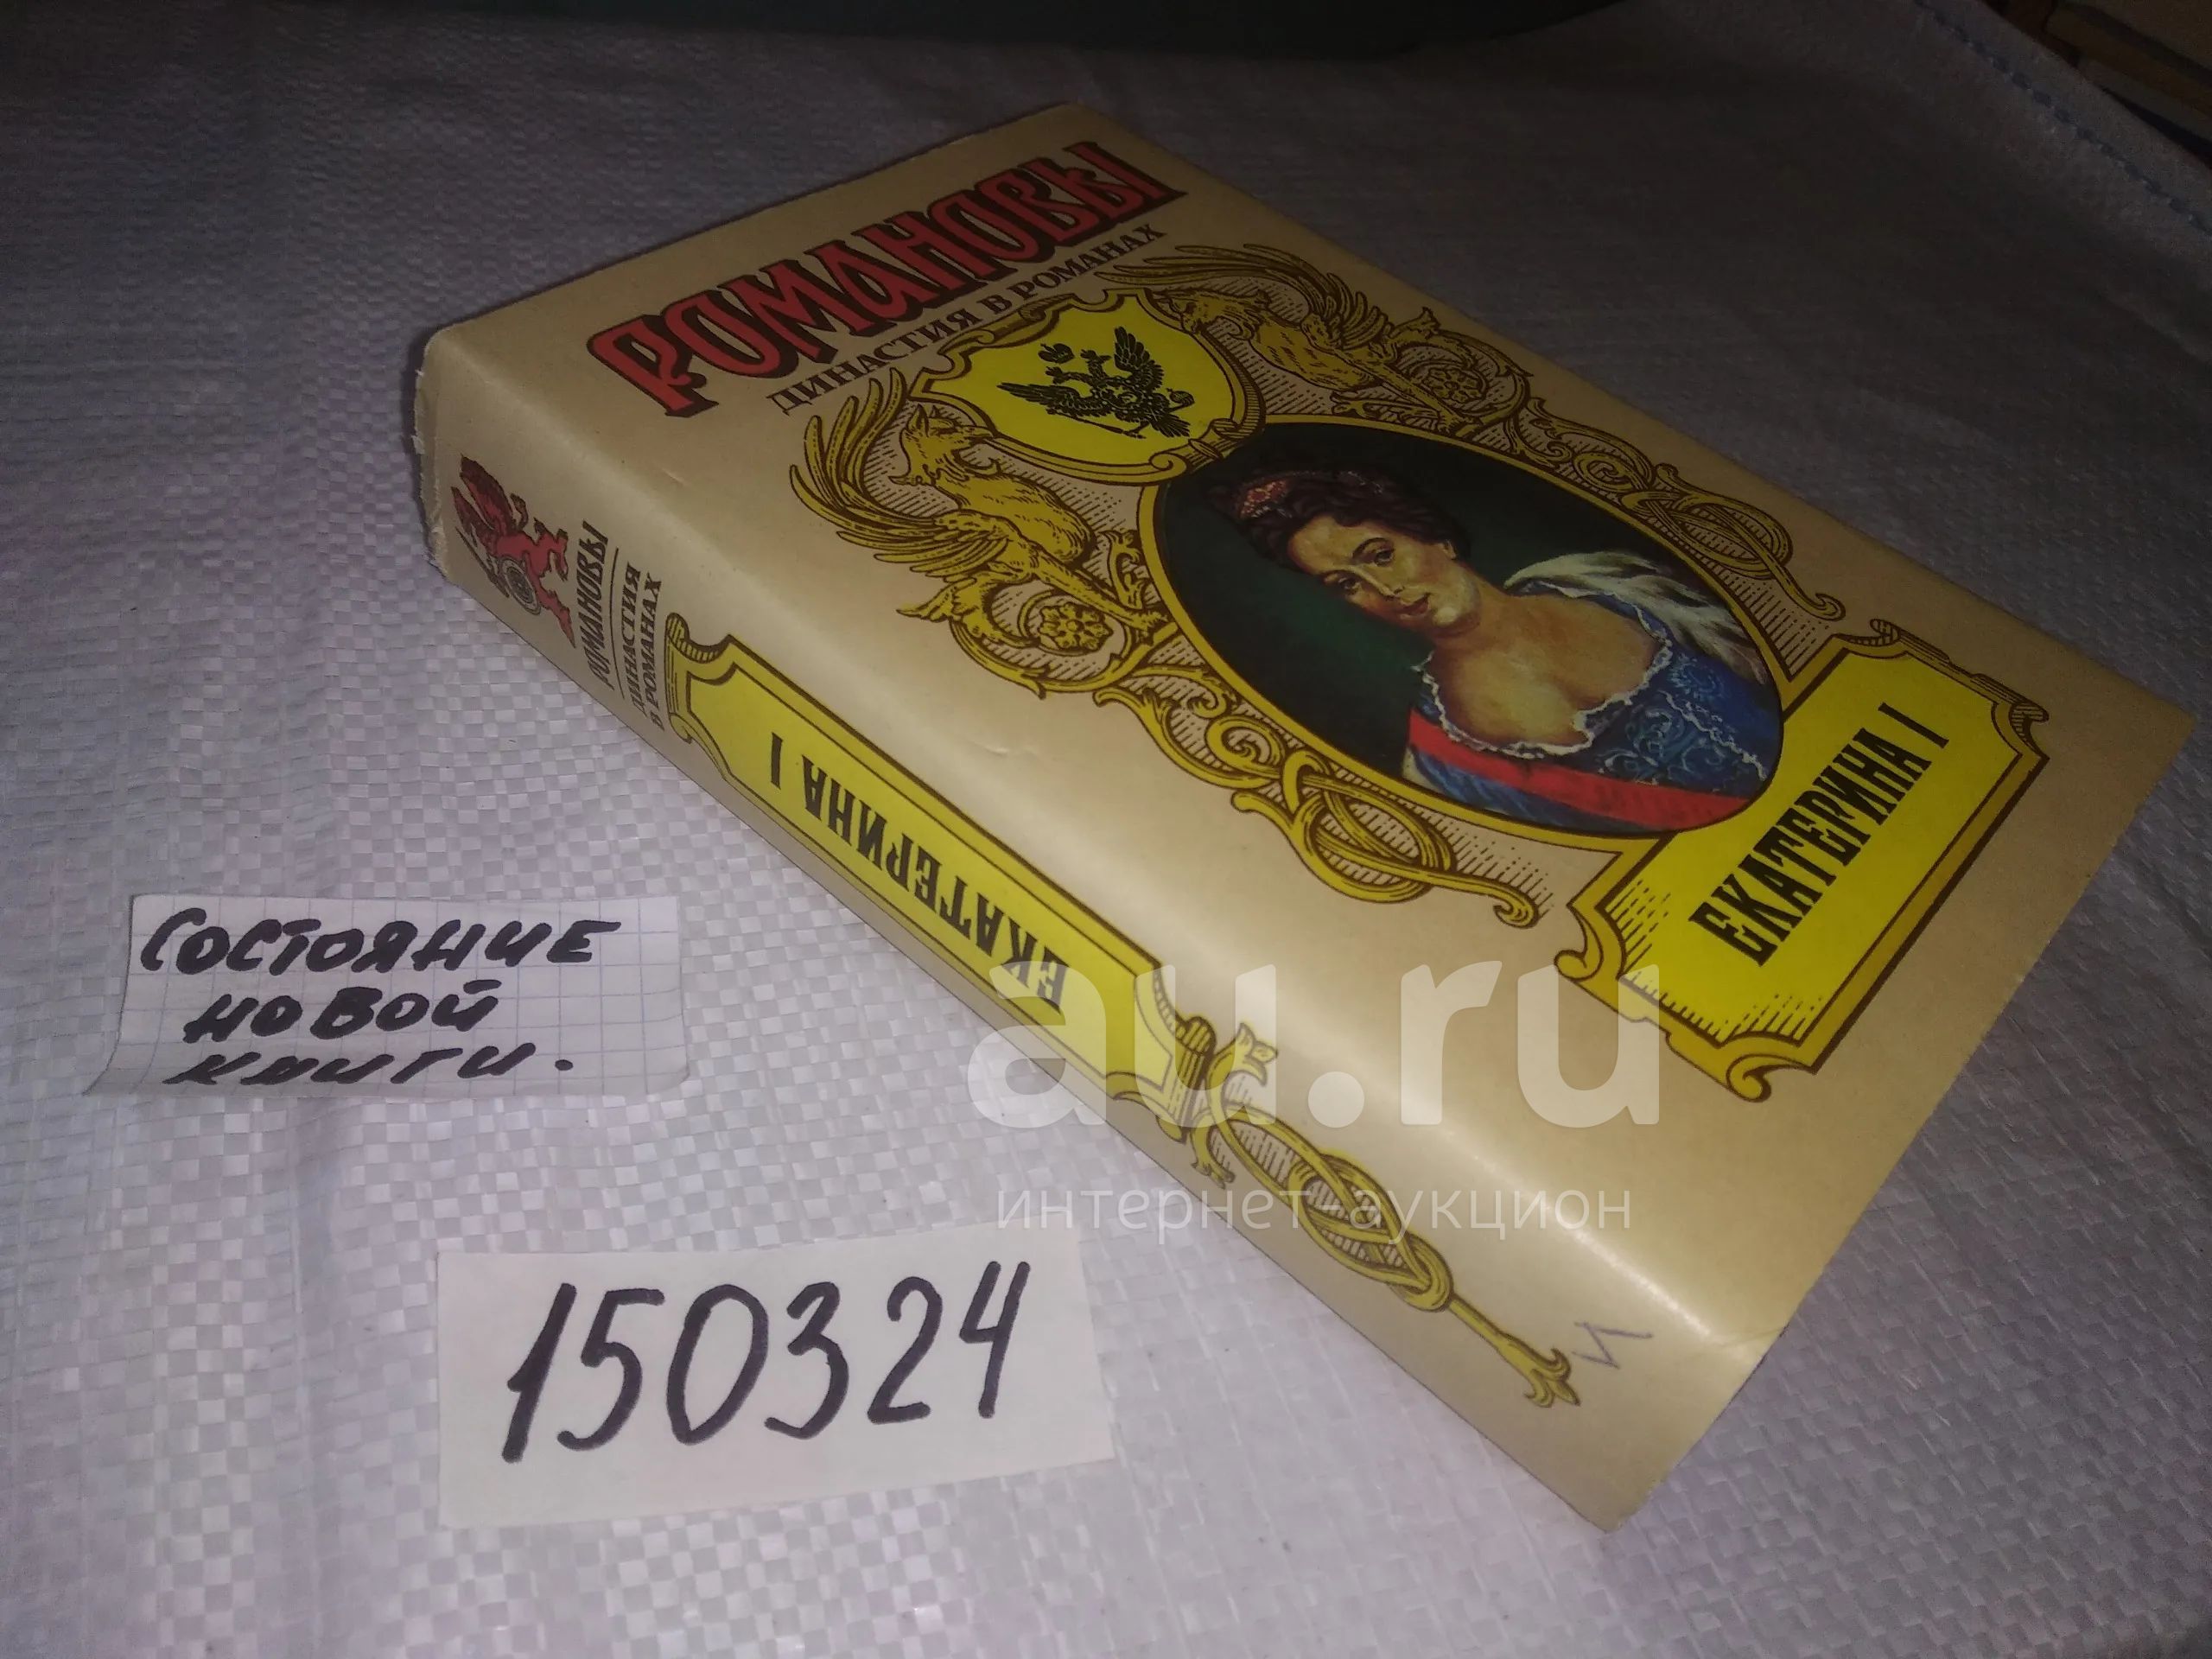 РОМАНОВЫ
ДИНАСТИЯ В РОМАНАХ
ЕКАТЕРИНА I
РОМАНОВЫ
ДИНАСТИЯ
В РОМАНАХ
ЕКАТЕРИНА I
И
СОСТОЯНИЕ
НОВОЙ
КНИГИ.
150324
au.ru
интернет-аукцион